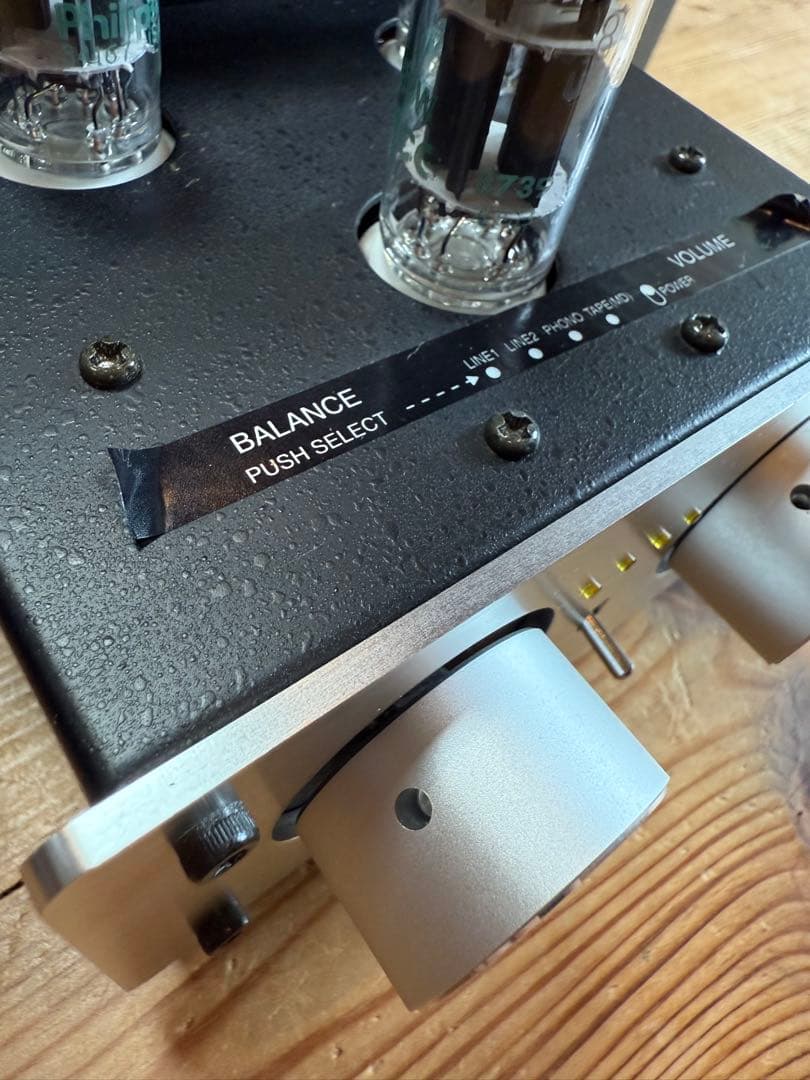 BALANCE
PUSH SELECT
LINE1 LINE2 PHONO TAPE(MD)
POWER
VOLUME